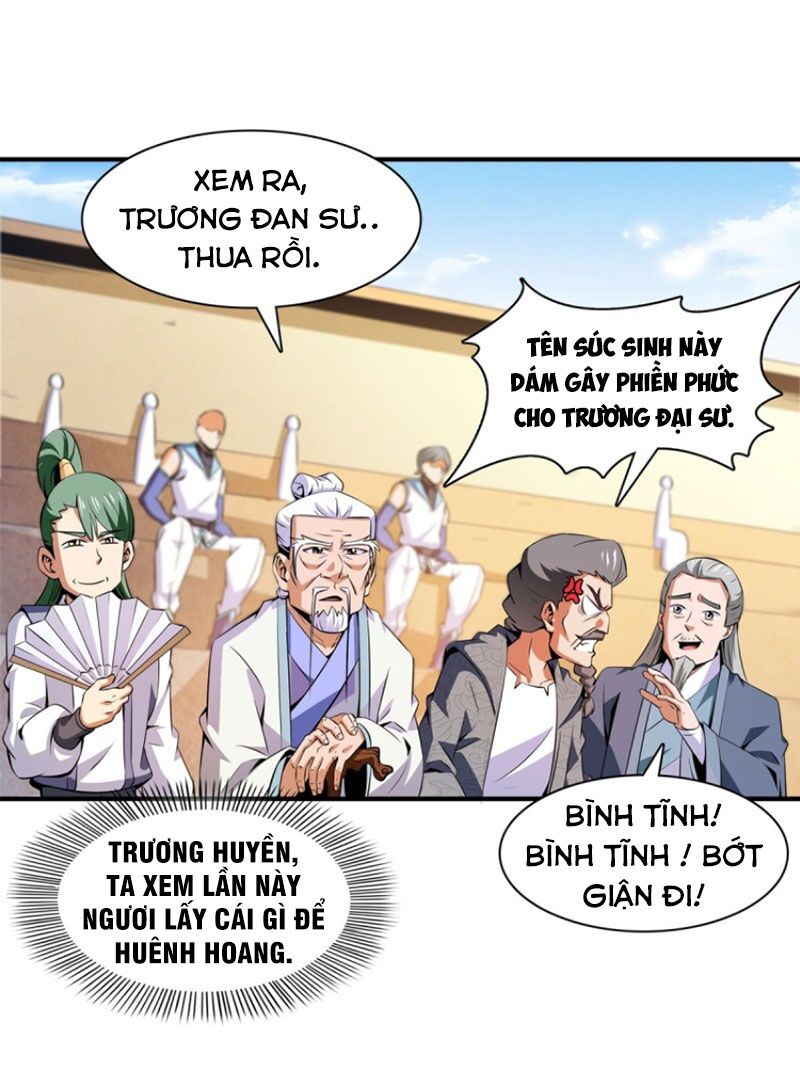 XEM RA,
TRƯƠNG ĐAN SƯ..
THUA RỒI.
TÊN SÚC SINH NÀY
DÁM GÂY PHIỀN PHỨC
CHO TRƯƠNG ĐẠI SƯ.
TRƯƠNG HUYỀN,
TA XEM LẦN NÀY
NGƯƠI LẤY CÁI GÌ ĐỂ
HUÊNH HOANG.
BÌNH TĨNH!
BÌNH TĨNH ! BỚT
GIẬN ĐI!